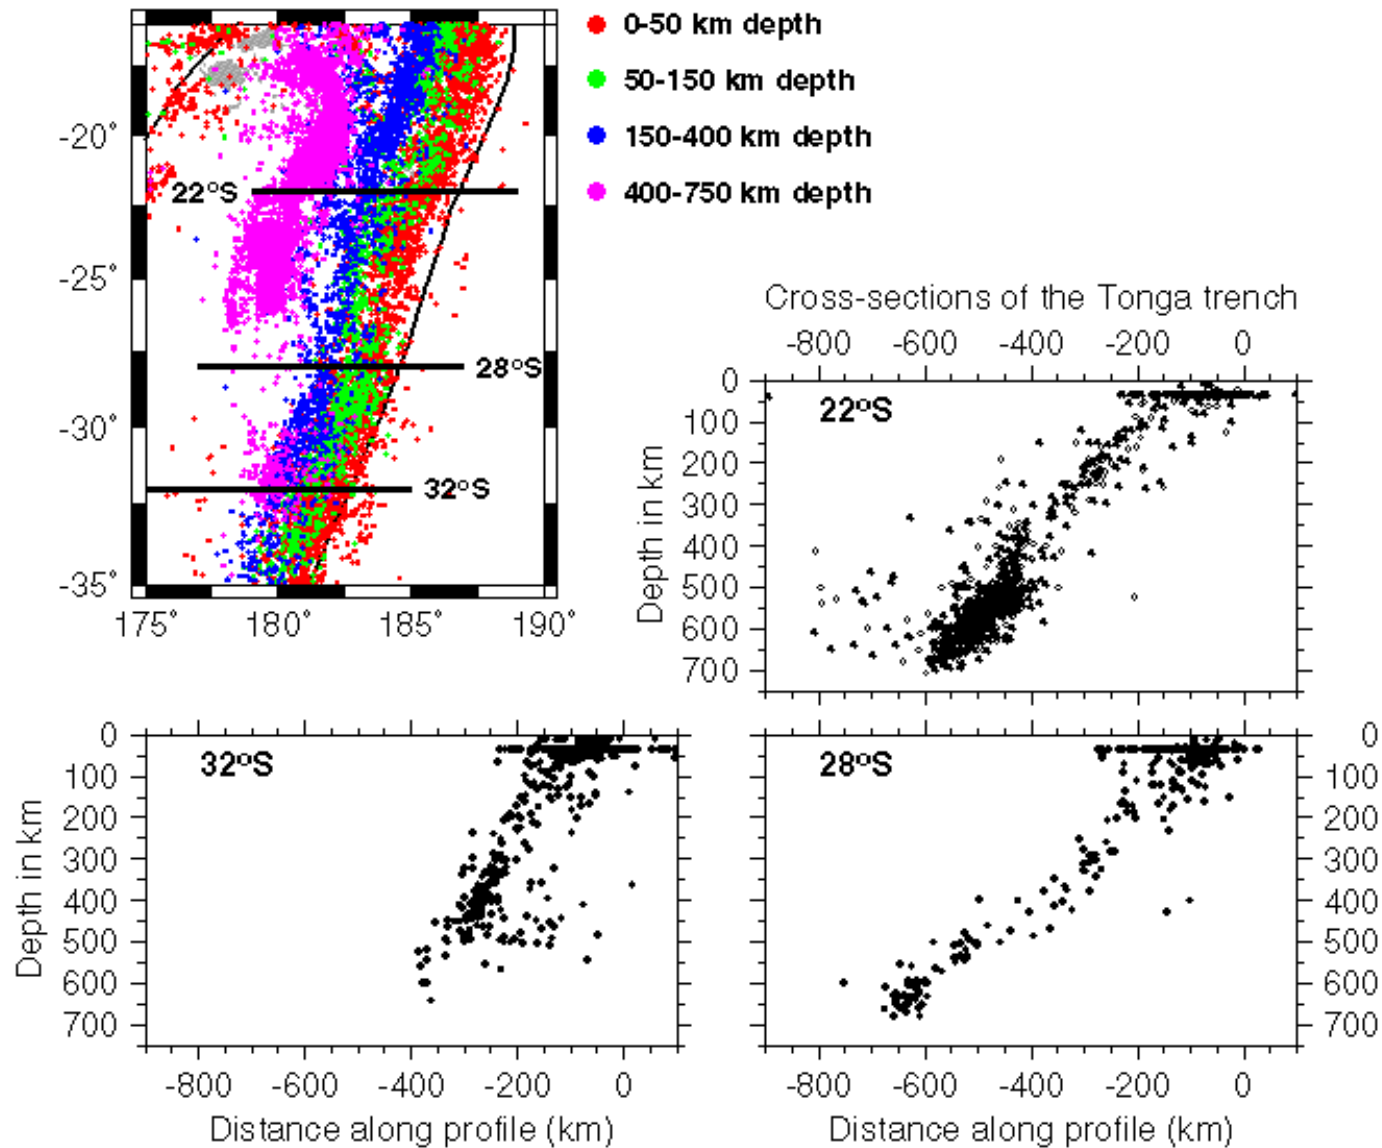 0-50 km depth
50-150 km depth
150-400 km depth
400-750 km depth
-20°
-25°
-30°
-35°
175° 180° 185° 190°
22°S
28°S
32°S
Cross-sections of the Tonga trench
-800 -600 -400 -200 0
0
100
200
300
400
500
600
700
Depth in km
22°S
0
100
200
300
400
500
600
700
Depth in km
32°S
-800 -600 -400 -200 0
Distance along profile (km)
28°S
0
100
200
300
400
500
600
700
-800 -600 -400 -200 0
Distance along profile (km)